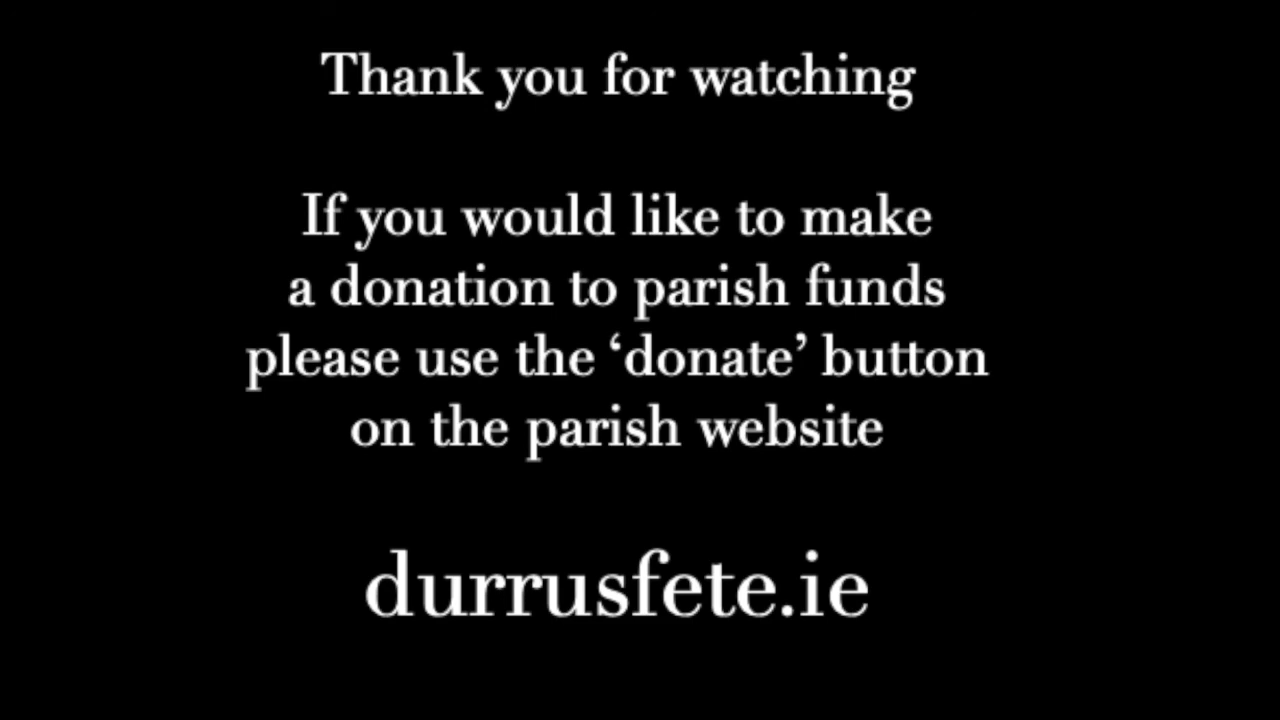 Thank you for watching
If you would like to make
a donation to parish funds
please use the ‘donate’ button
on the parish website
durrusfete.ie